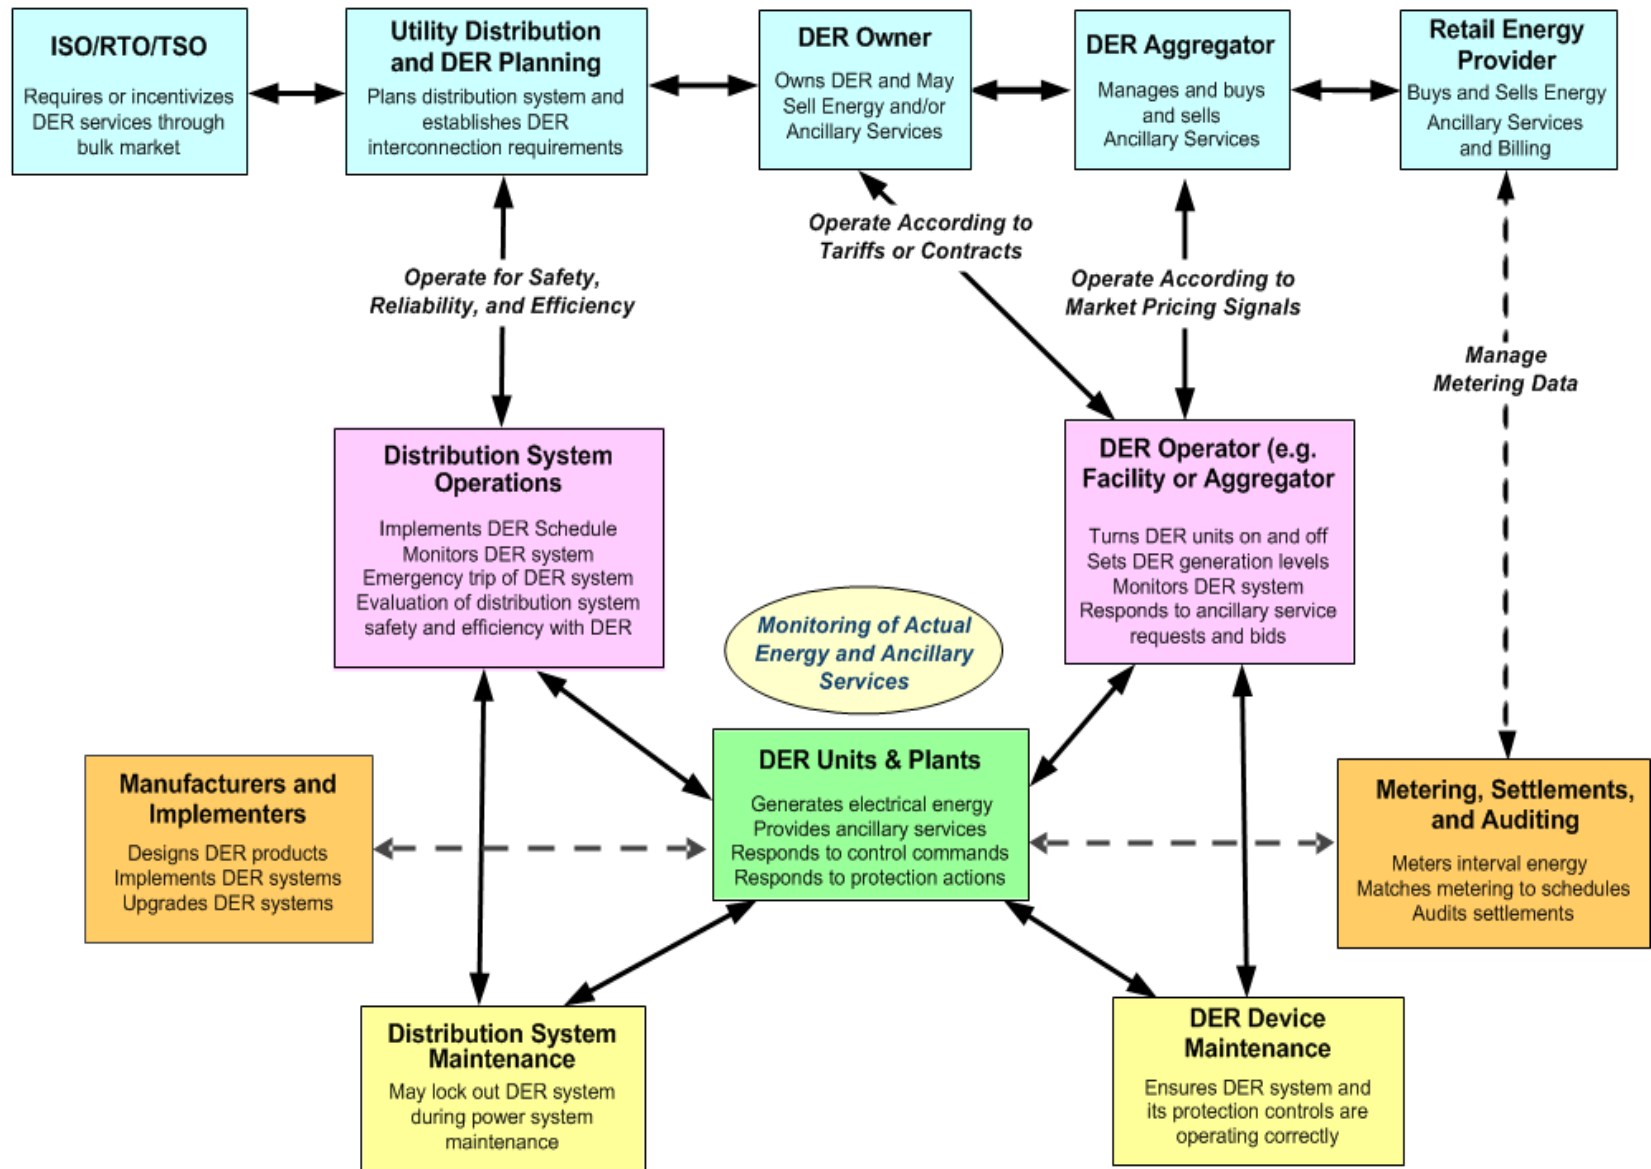 ISO/RTO/TSO
Requires or incentivizes
DER services through
bulk market
Utility Distribution
and DER Planning
Plans distribution system and
establishes DER
interconnection requirements
DER Owner
Owns DER and May
Sell Energy and/or
Ancillary Services
DER Aggregator
Manages and buys
and sells
Ancillary Services
Retail Energy
Provider
Buys and Sells Energy
Ancillary Services
and Billing
Operate for Safety,
Reliability, and Efficiency
Operate According to
Tariffs or Contracts
Operate According to
Market Pricing Signals
Manage
Metering Data
Distribution System
Operations
Implements DER Schedule
Monitors DER system
Emergency trip of DER system
Evaluation of distribution system
safety and efficiency with DER
DER Operator (e.g.
Facility or Aggregator
Turns DER units on and off
Sets DER generation levels
Monitors DER system
Responds to ancillary service
requests and bids
Monitoring of Actual
Energy and Ancillary
Services
Manufacturers and
Implementers
Designs DER products
Implements DER systems
Upgrades DER systems
DER Units & Plants
Generates electrical energy
Provides ancillary services
Responds to control commands
Responds to protection actions
Metering, Settlements,
and Auditing
Meters interval energy
Matches metering to schedules
Audits settlements
Distribution System
Maintenance
May lock out DER system
during power system
maintenance
DER Device
Maintenance
Ensures DER system and
its protection controls are
operating correctly